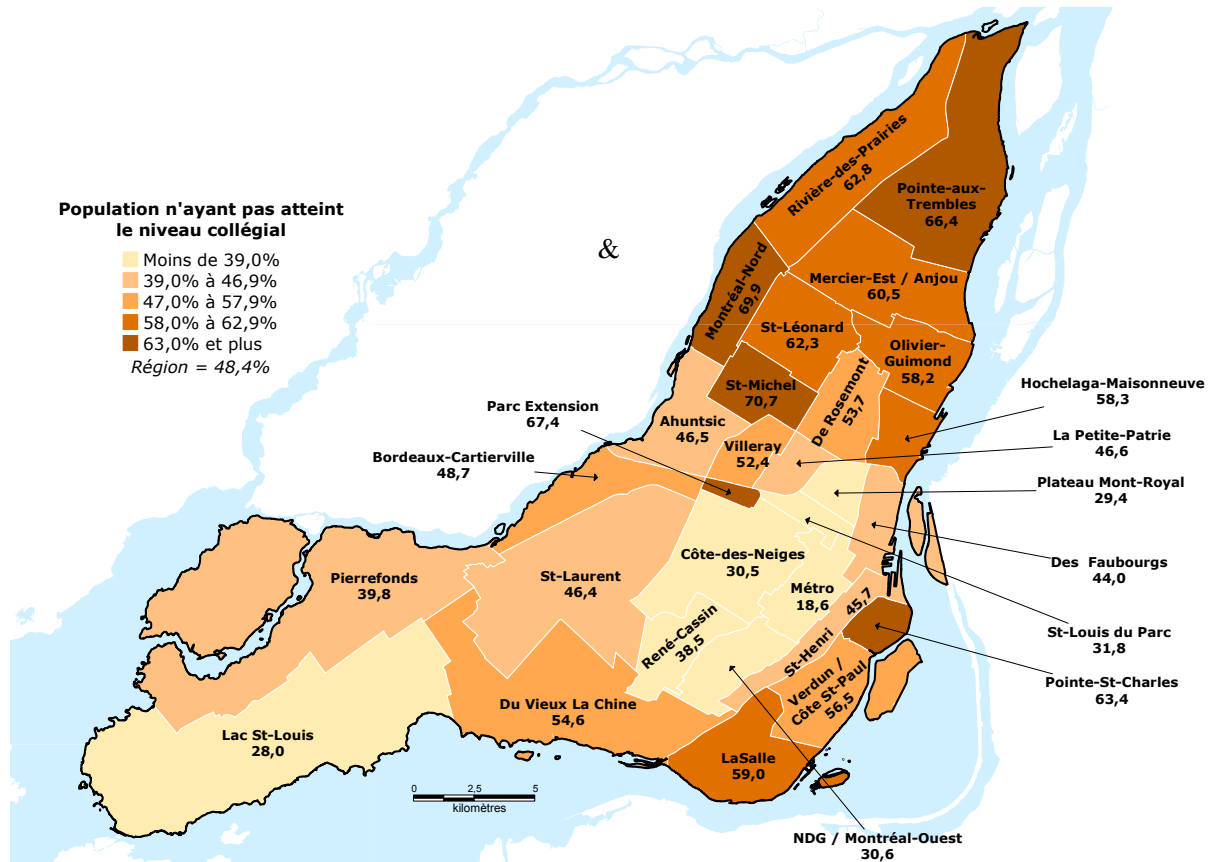 Population n'ayant pas atteint
le niveau collégial
Moins de 39,0%
39,0% à 46,9%
47,0% à 57,9%
58,0% à 62,9%
63,0% et plus
Région = 48,4%
&
Rivière-des-Prairies
62,8
Pointe-aux-
Trembles
66,4
Montréal-Nord
69,9
Mercier-Est / Anjou
60,5
St-Léonard
62,3
Olivier-
Guimond
58,2
St-Michel
70,7
De Rosemont
53,7
Hochelaga-Maisonneuve
58,3
Parc Extension
67,4
Ahuntsic
46,5
Villeray
52,4
La Petite-Patrie
46,6
Bordeaux-Cartierville
48,7
Plateau Mont-Royal
29,4
Côte-des-Neiges
30,5
Des Faubourgs
44,0
Pierrefonds
39,8
St-Laurent
46,4
Métro
18,6
St-Louis du Parc
31,8
René-Cassin
38,5
St-Henri
45,7
Pointe-St-Charles
63,4
Verdun /
Côte St-Paul
56,5
Du Vieux La Chine
54,6
Lac St-Louis
28,0
LaSalle
59,0
0 2,5 5
kilomètres
NDG / Montréal-Ouest
30,6